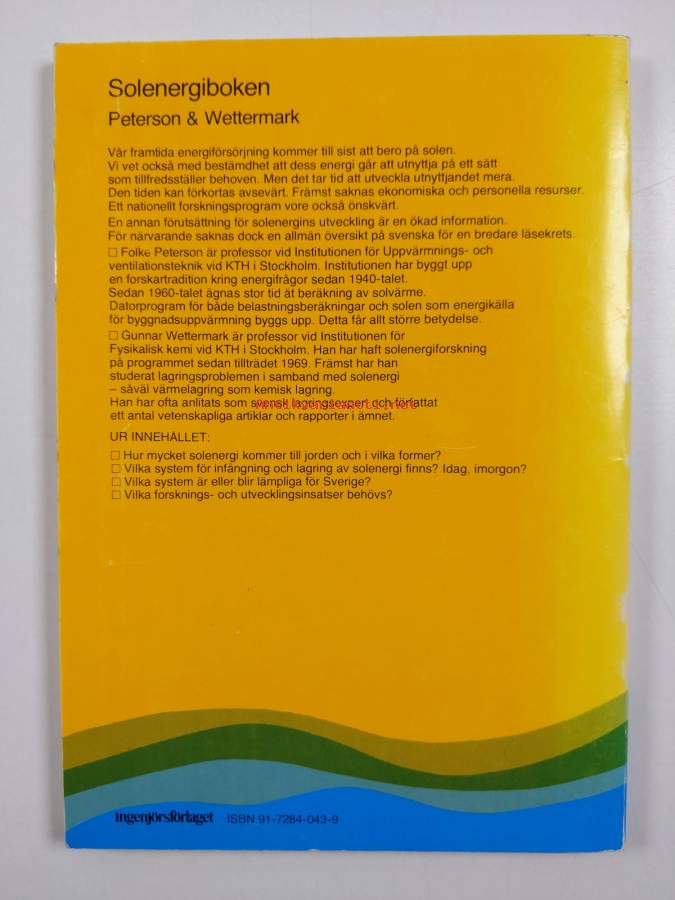 Solenergiboken
Peterson & Wettermark
Vår framtida energiförsörjning kommer till sist att bero på solen.
Vi vet också med bestämdhet att dess energi går att utnyttja på ett sätt
som tillfredsställer behoven. Men det tar tid att utveckla utnyttjandet mera.
Den tiden kan förkortas avsevärt. Främst saknas ekonomiska och personella resurser.
Ett nationellt forskningsprogram vore också önskvärt.
En annan förutsättning för solenergins utveckling är en ökad information.
För närvarande saknas dock en allmän översikt på svenska för en bredare läsekrets.
☐ Folke Peterson är professor vid Institutionen för Uppvärmnings- och
ventilationsteknik vid KTH i Stockholm. Institutionen har byggt upp
en forskartradition kring energifrågor sedan 1940-talet.
Sedan 1960-talet ägnas stor tid åt beräkning av solvärme.
Datorprogram för både belastningsberäkningar och solen som energikälla
för byggnadsuppvärmning byggs upp. Detta får allt större betydelse.
☐ Gunnar Wettermark är professor vid Institutionen för
Fysikalisk kemi vid KTH i Stockholm. Han har haft solenergiforskning
på programmet sedan tillträdet 1969. Främst har han
studerat lagringsproblemen i samband med solenergi
– såväl värmelagring som kemisk lagring.
Han har ofta anlitats som svensk lagringsexpert och författat
ett antal vetenskapliga artiklar och rapporter i ämnet.
UR INNEHÅLLET:
☐ Hur mycket solenergi kommer till jorden och i vilka former?
☐ Vilka system för infångning och lagring av solenergi finns? Idag, imorgon?
☐ Vilka system är eller blir lämpliga för Sverige?
☐ Vilka forsknings- och utvecklingsinsatser behövs?
ingenjörsförlaget ISBN 91-7284-043-9